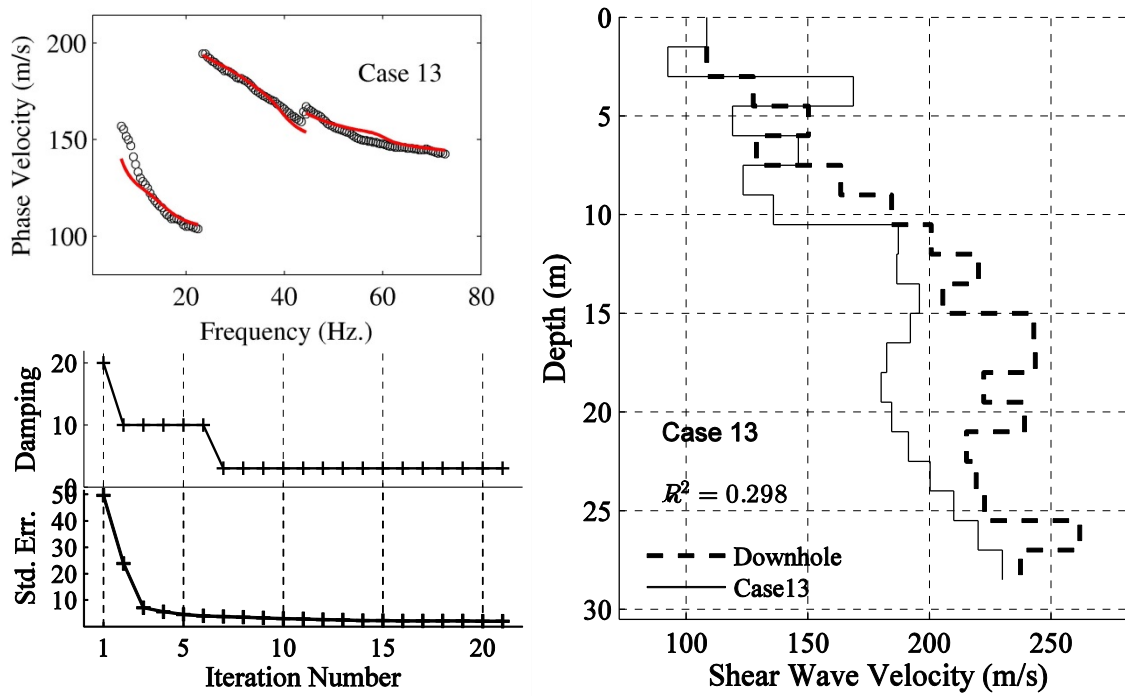 200
150
100
Phase Velocity (m/s)
Case 13
20 40 60 80
Frequency (Hz.)
20
10
0
Damping
50
40
30
20
10
Std. Err.
1 5 10 15 20
Iteration Number
0
5
10
15
20
25
30
Depth (m)
Case 13
R² = 0.298
Downhole
Case13
100 150 200 250
Shear Wave Velocity (m/s)